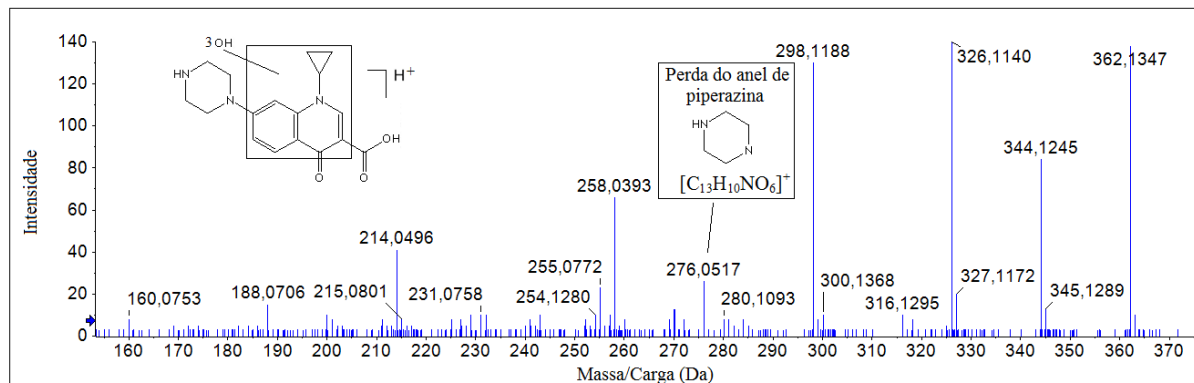 140
120
100
80
60
40
20
0
Intensidade
3 OH
HN
N
N
O
O
OH
H+
Perda do anel de
piperazina
HN
N
[C₁₃H₁₀NO₆]⁺
160,0753
188,0706
214,0496
215,0801
231,0758
255,0772
254,1280
258,0393
276,0517
280,1093
298,1188
300,1368
316,1295
326,1140
327,1172
344,1245
345,1289
362,1347
160 170 180 190 200 210 220 230 240 250 260 270 280 290 300 310 320 330 340 350 360 370
Massa/Carga (Da)